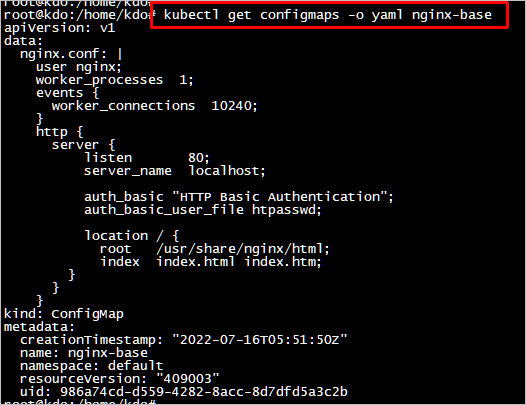 root@kdo:/home/kdo#
root@kdo:/home/kdo# kubectl get configmaps -o yaml nginx-base
apiVersion: v1
data:
  nginx.conf: |
    user nginx;
    worker_processes  1;
    events {
      worker_connections  10240;
    }
    http {
      server {
          listen       80;
          server_name  localhost;

          auth_basic "HTTP Basic Authentication";
          auth_basic_user_file htpasswd;

          location / {
            root   /usr/share/nginx/html;
            index  index.html index.htm;
        }
      }
    }
kind: ConfigMap
metadata:
  creationTimestamp: "2022-07-16T05:51:50Z"
  name: nginx-base
  namespace: default
  resourceVersion: "409003"
  uid: 986a74cd-d559-4282-8acc-8d7dfd5a3c2b
root@kdo:/home/kdo#